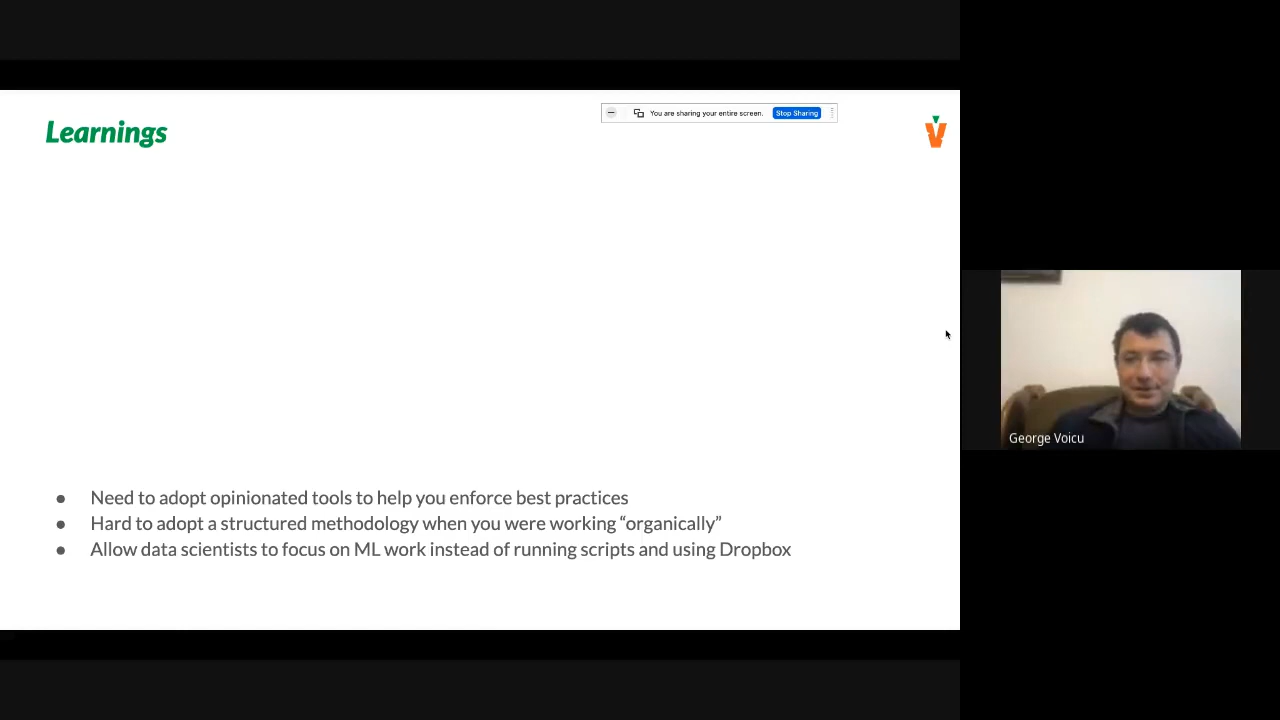 Learnings
You are sharing your entire screen.
Stop Sharing
● Need to adopt opinionated tools to help you enforce best practices
● Hard to adopt a structured methodology when you were working “organically”
● Allow data scientists to focus on ML work instead of running scripts and using Dropbox
George Voicu